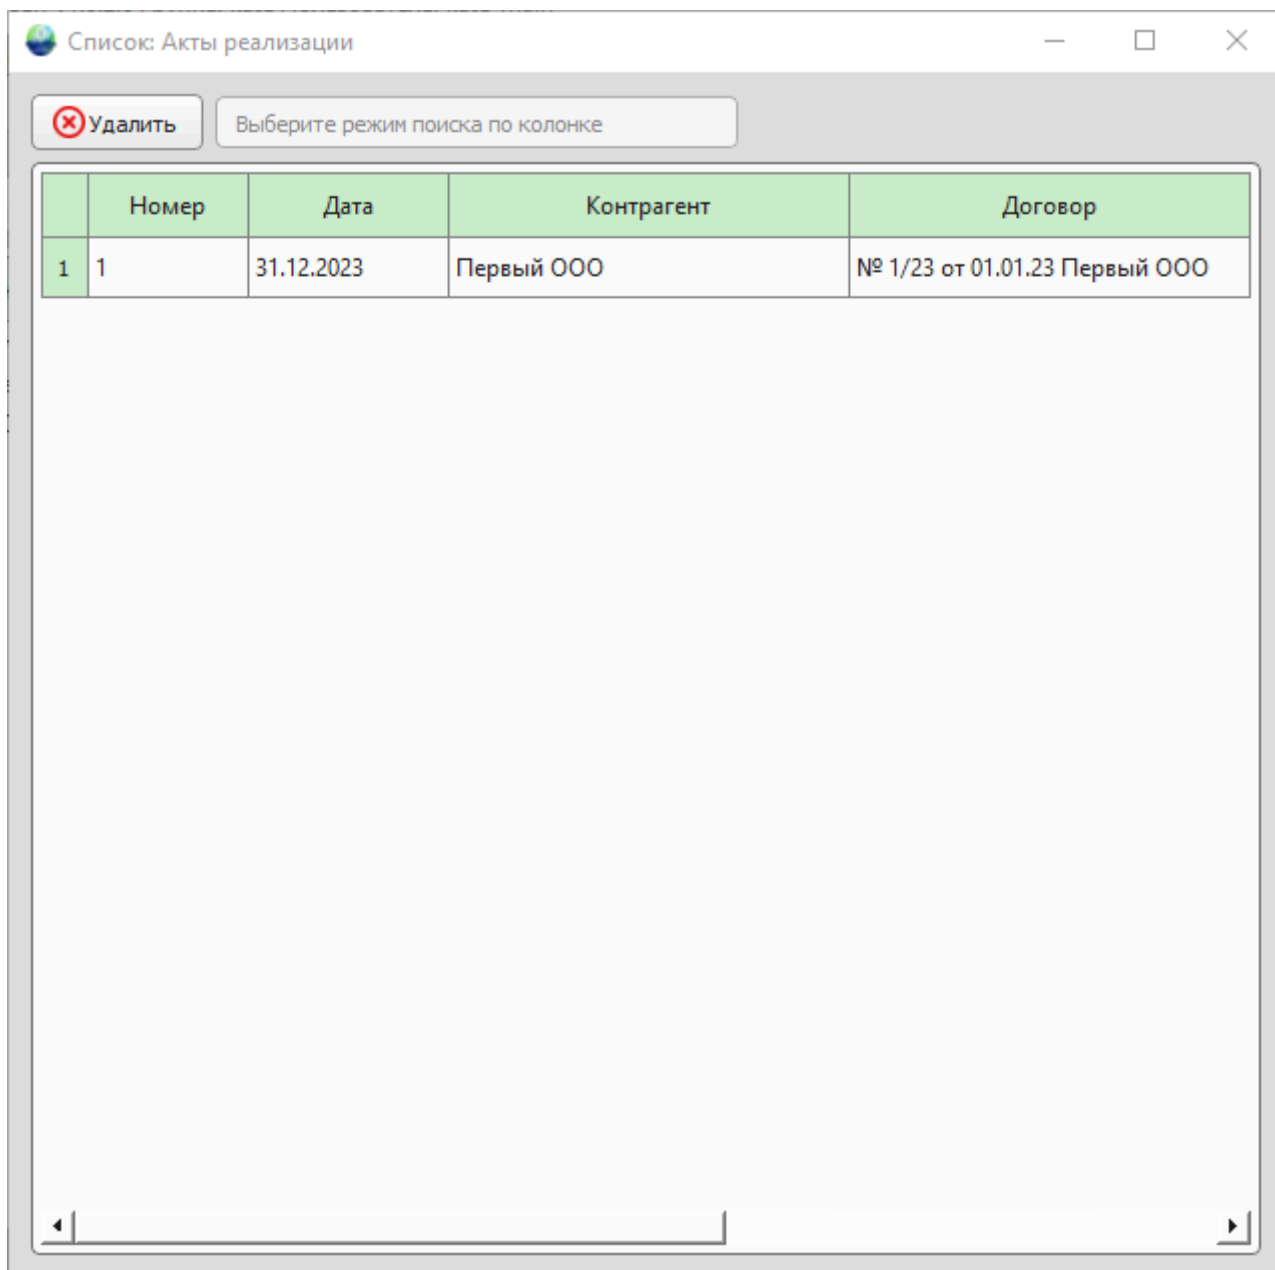 Список: Акты реализации
Удалить Выберите режим поиска по колонке
Номер Дата Контрагент Договор
1 1 31.12.2023 Первый ООО № 1/23 от 01.01.23 Первый ООО